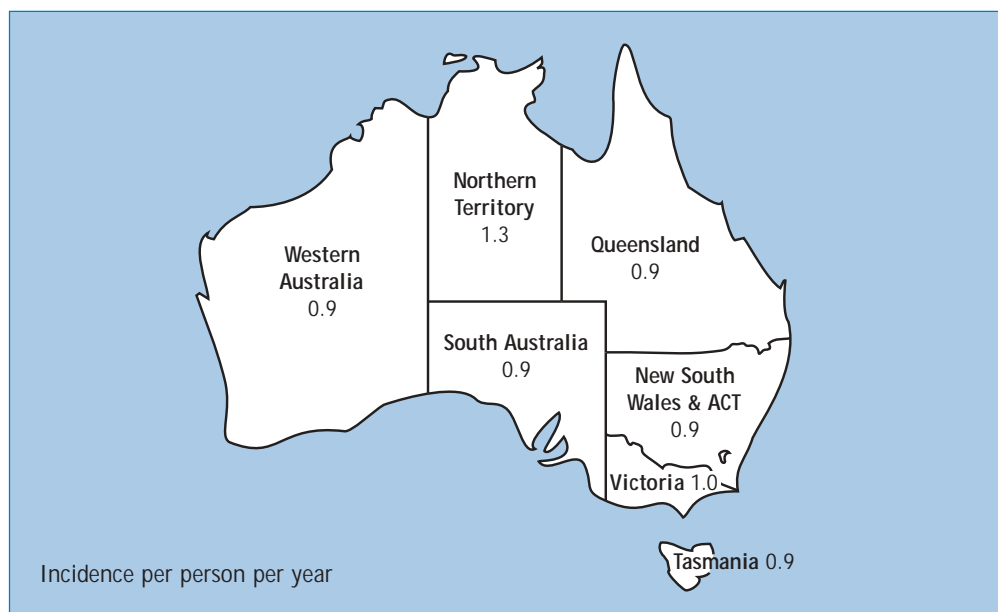 Northern
Territory
1.3
Western
Australia
0.9
Queensland
0.9
South Australia
0.9
New South
Wales & ACT
0.9
Victoria 1.0
Tasmania 0.9
Incidence per person per year